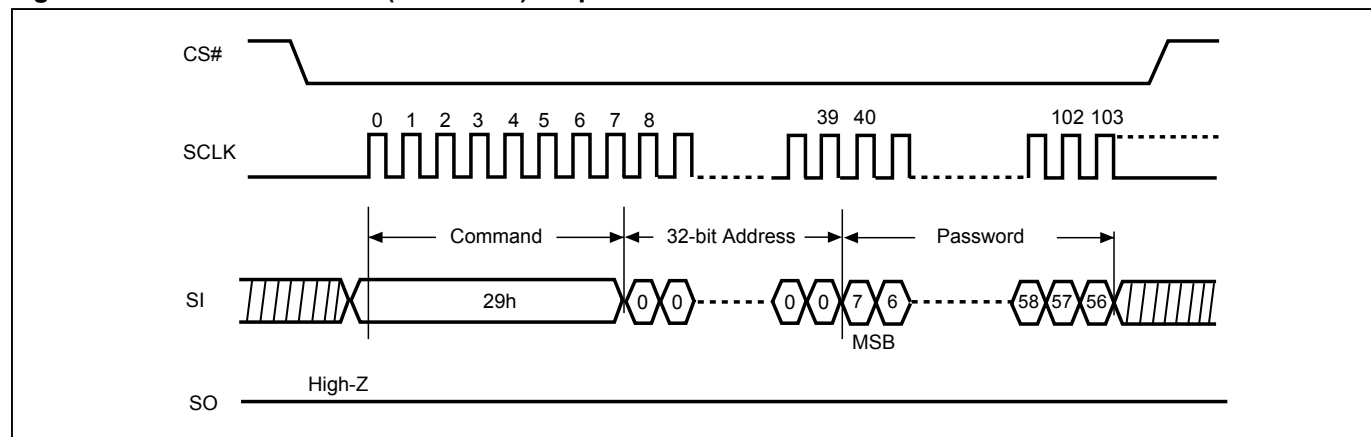 CS#
0 1 2 3 4 5 6 7 8 39 40 102 103
SCLK
Command 32-bit Address Password
SI 29h 0 0 0 0 7 6 58 57 56
MSB
High-Z
SO